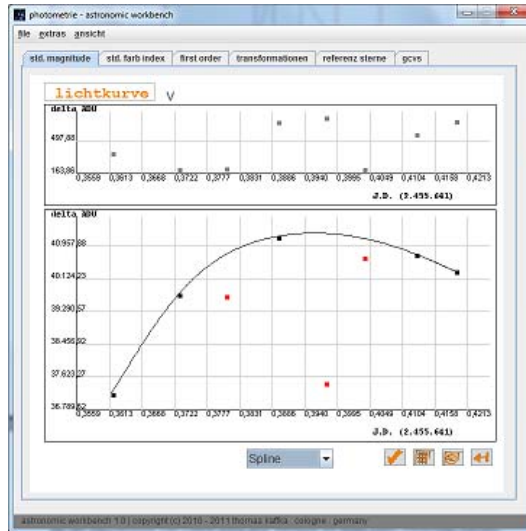 photometrie - astronomic workbench
file extras ansicht
std. magnitude std. farb index first order transformationen referenz sterne gcvs
lichtkurve V
delta ADU
497,88
163,86
0,3559 0,3613 0,3668 0,3722 0,3777 0,3831 0,3886 0,3940 0,3995 0,4049 0,4104 0,4158 0,4213
J.D. (2.455.641)
delta ADU
40.957,88
40.124,23
39.290,57
38.456,92
37.623,27
36.789,62
0,3559 0,3613 0,3668 0,3722 0,3777 0,3831 0,3886 0,3940 0,3995 0,4049 0,4104 0,4158 0,4213
J.D. (2.455.641)
Spline
astronomic workbench 1.0 | copyright (c) 2010 - 2011 thomas kaffka : cologne : germany